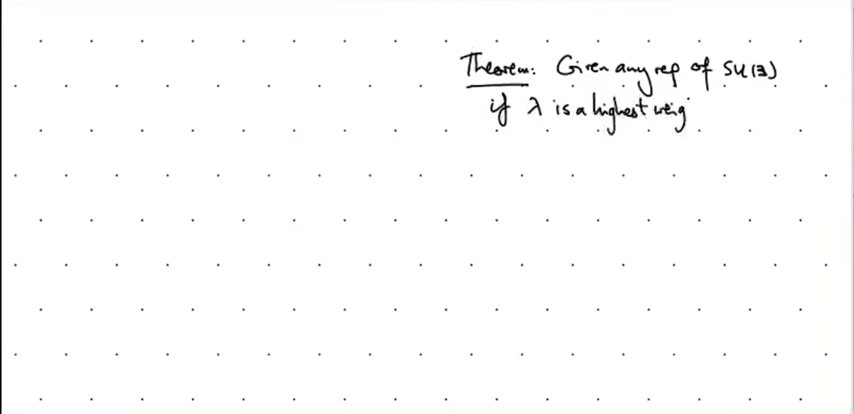 Theorem: Given any rep of SU(3)
if λ is a highest weig